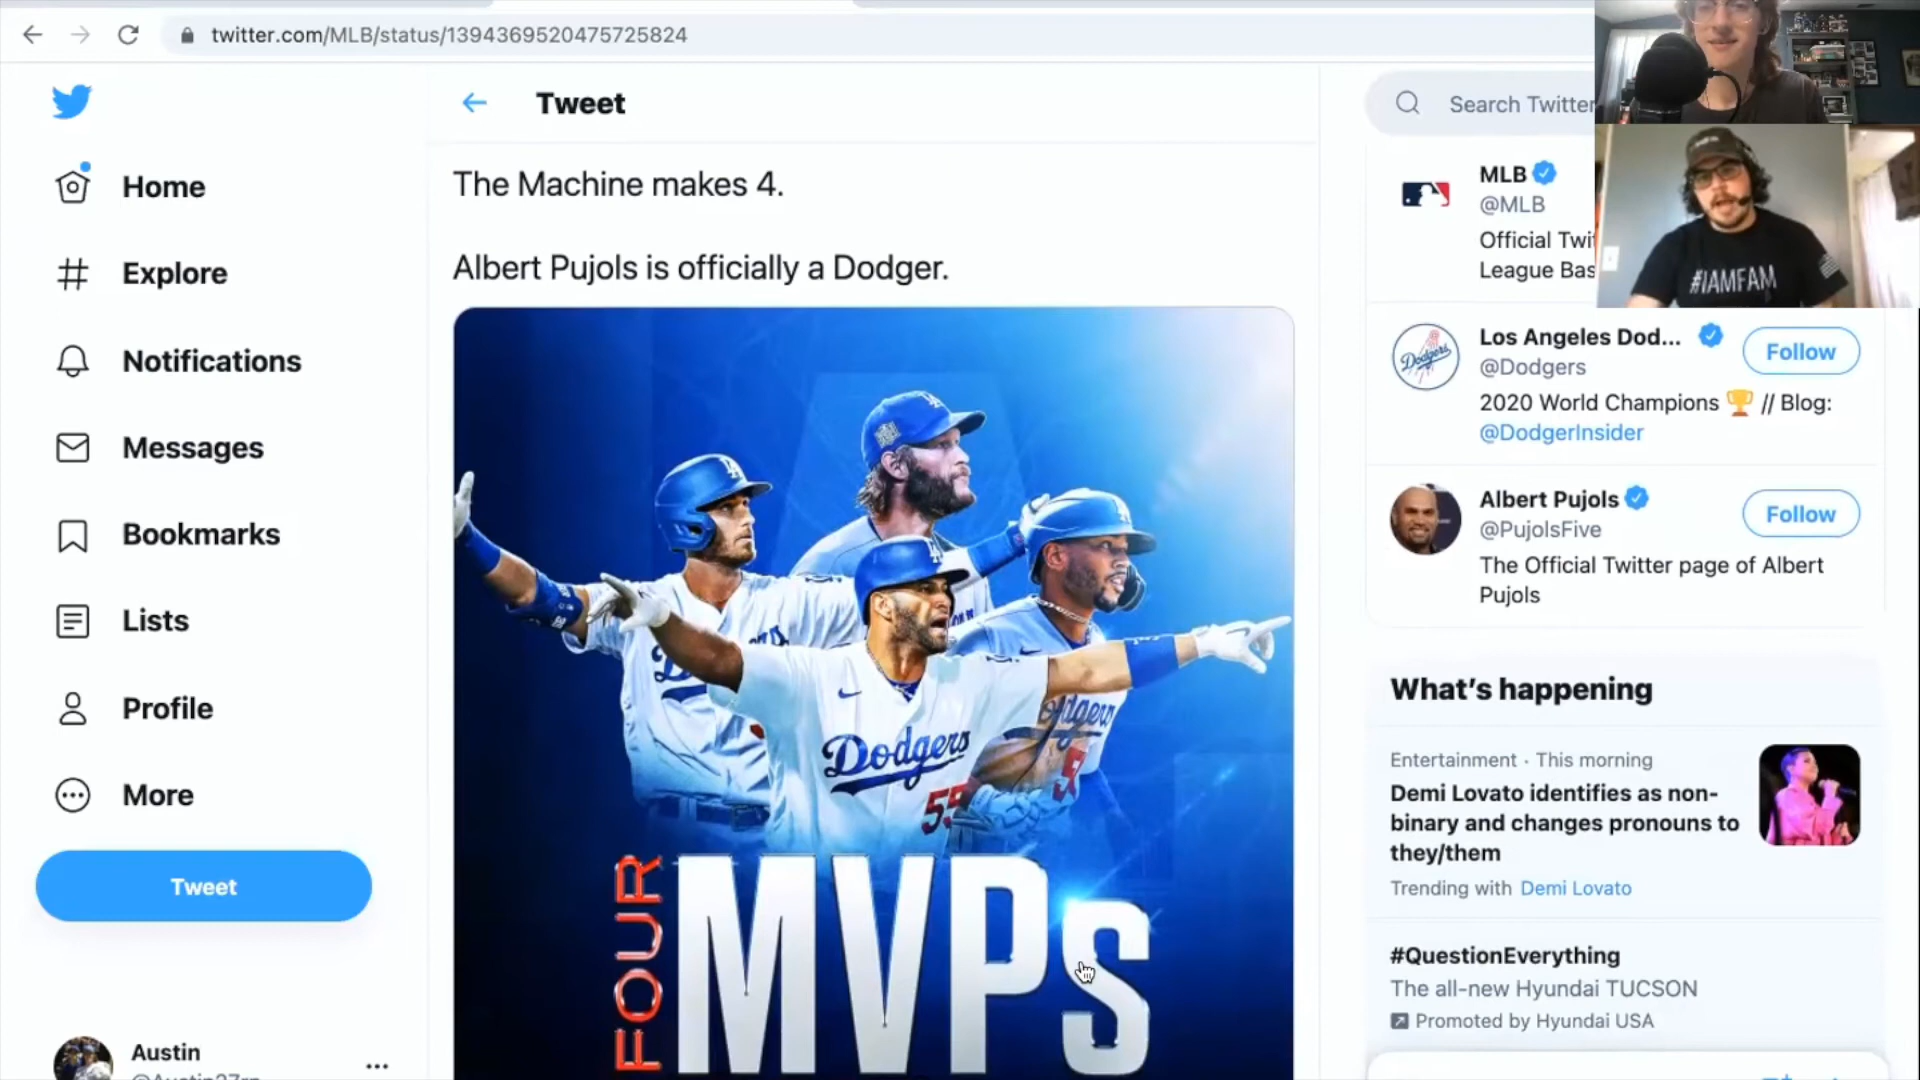 twitter.com/MLB/status/1394369520475725824
Home
Explore
Notifications
Messages
Bookmarks
Lists
Profile
More
Tweet
Austin
Tweet
The Machine makes 4.
Albert Pujols is officially a Dodger.
LA
Dodgers
55
Dodgers
FOUR
MVPs
Search Twitter
MLB
@MLB
Official Twi
League Bas
#IAMFAM
Dodgers
Los Angeles Dod...
@Dodgers
Follow
2020 World Champions 🏆 // Blog:
@DodgerInsider
Albert Pujols
@PujolsFive
Follow
The Official Twitter page of Albert
Pujols
What's happening
Entertainment · This morning
Demi Lovato identifies as non-
binary and changes pronouns to
they/them
Trending with Demi Lovato
#QuestionEverything
The all-new Hyundai TUCSON
Promoted by Hyundai USA